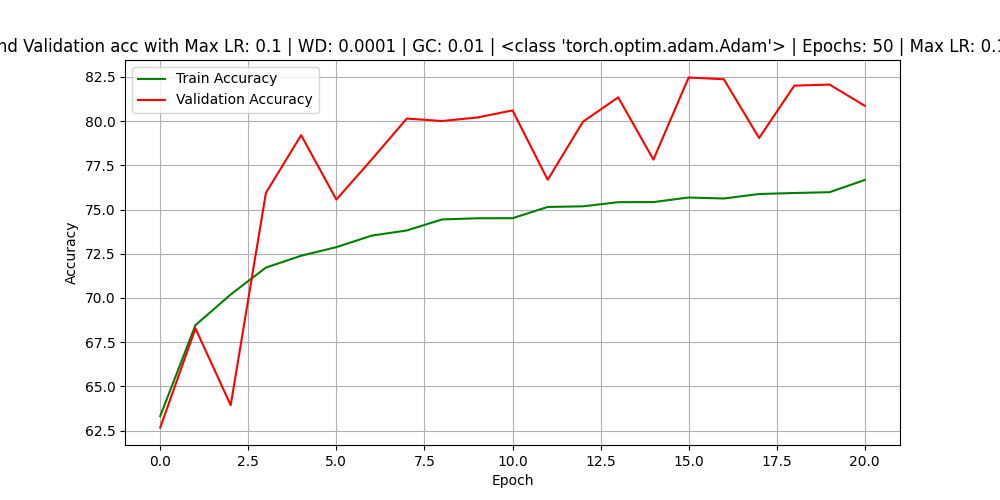 nd Validation acc with Max LR: 0.1 | WD: 0.0001 | GC: 0.01 | <class 'torch.optim.adam.Adam'> | Epochs: 50 | Max LR: 0.1
Train Accuracy
Validation Accuracy
82.5
80.0
77.5
75.0
72.5
70.0
67.5
65.0
62.5
Accuracy
0.0 2.5 5.0 7.5 10.0 12.5 15.0 17.5 20.0
Epoch